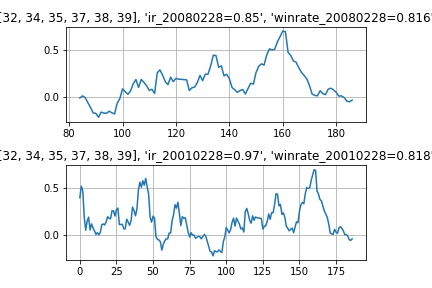 [32, 34, 35, 37, 38, 39], 'ir_20080228=0.85', 'winrate_20080228=0.816'
0.5
0.0
80 100 120 140 160 180
[32, 34, 35, 37, 38, 39], 'ir_20010228=0.97', 'winrate_20010228=0.818'
0.5
0.0
0 25 50 75 100 125 150 175